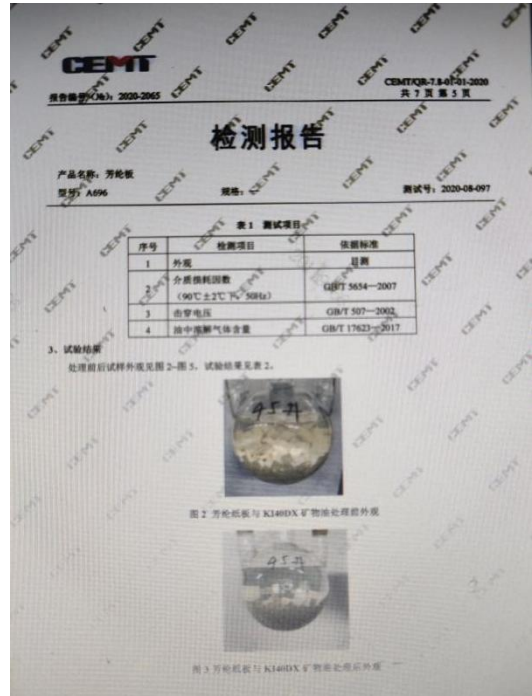 CEMT
报告编号(№): 2020-2065
CEMT/QR-7.8-01-01-2020
共 7 页 第 5 页
检测报告
产品名称: 芳纶板
型号: A696
规格: -
测试号: 2020-08-097
表 1 测试项目
序号 检测项目 依据标准
1 外观 目测
2 介质损耗因数
(90℃±2℃下, 50Hz) GB/T 5654—2007
3 击穿电压 GB/T 507—2002
4 油中溶解气体含量 GB/T 17623—2017
3、试验结果
处理前后试样外观见图 2~图 5。试验结果见表 2。
图 2 芳纶纸板与 KI40DX 矿物油处理前外观
图 3 芳纶纸板与 KI40DX 矿物油处理后外观